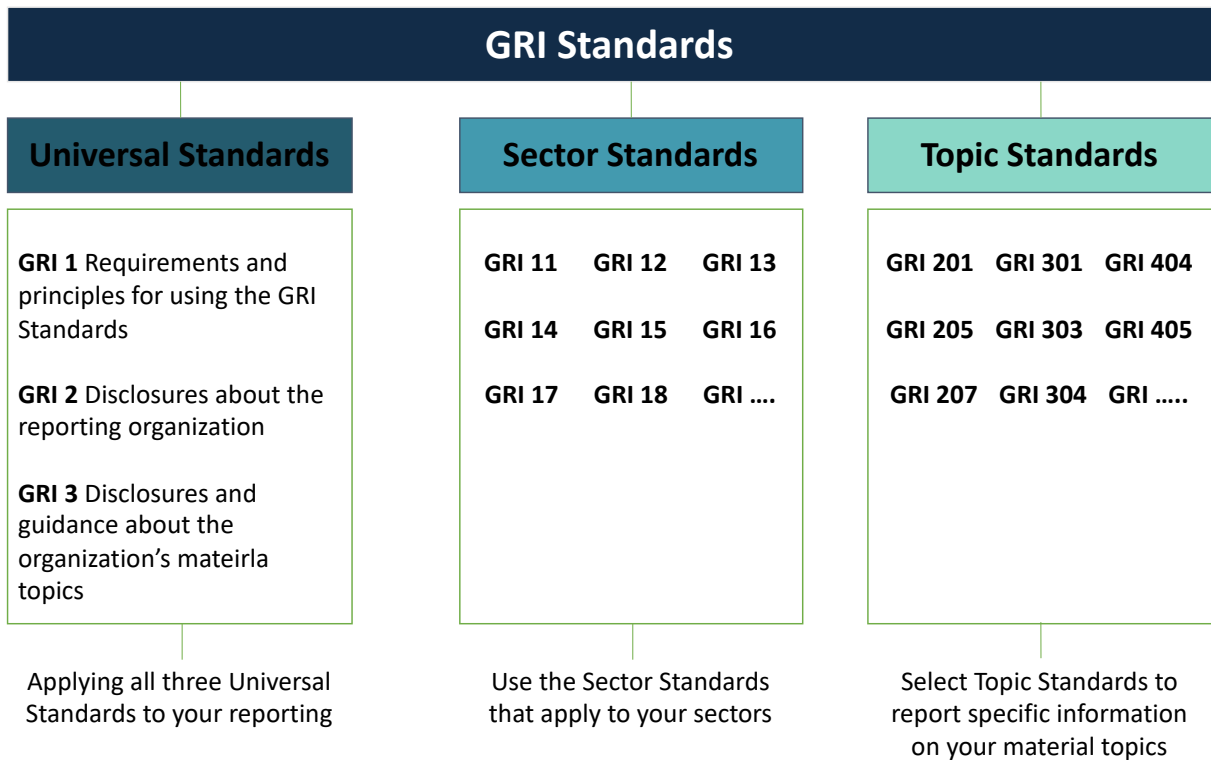 GRI Standards
Universal Standards
GRI 1 Requirements and
principles for using the GRI
Standards
GRI 2 Disclosures about the
reporting organization
GRI 3 Disclosures and
guidance about the
organization’s mateirla
topics
Applying all three Universal
Standards to your reporting
Sector Standards
GRI 11 GRI 12 GRI 13
GRI 14 GRI 15 GRI 16
GRI 17 GRI 18 GRI ....
Use the Sector Standards
that apply to your sectors
Topic Standards
GRI 201 GRI 301 GRI 404
GRI 205 GRI 303 GRI 405
GRI 207 GRI 304 GRI .....
Select Topic Standards to
report specific information
on your material topics